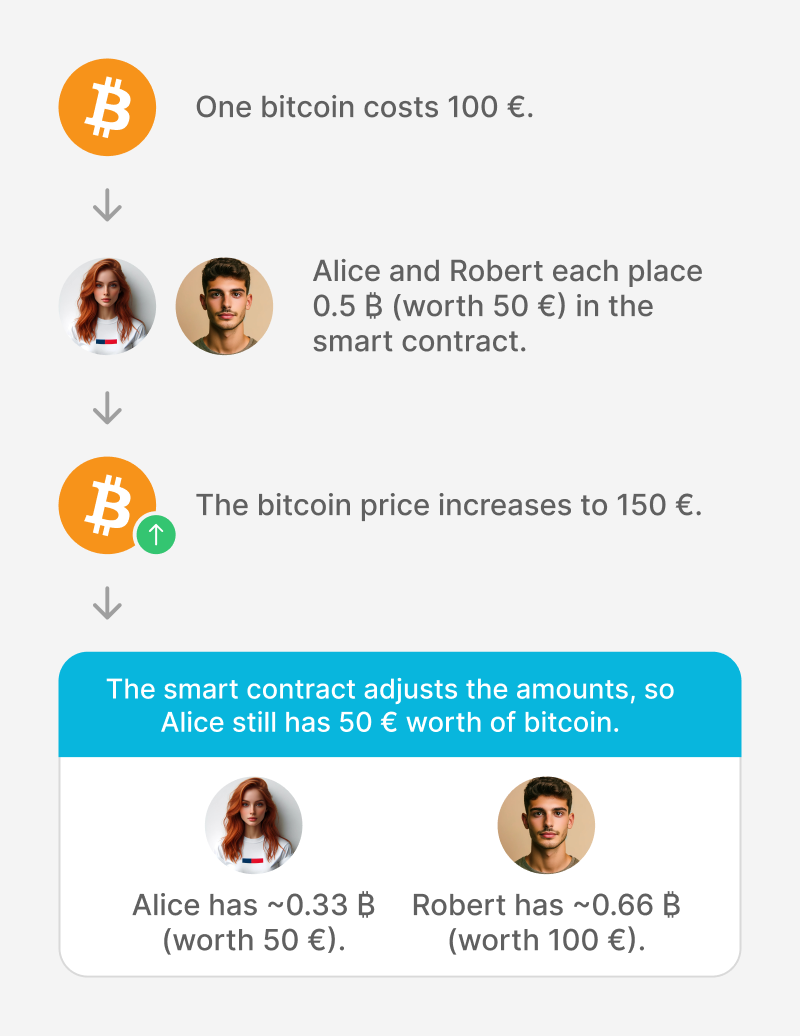 One bitcoin costs 100 €.
Alice and Robert each place
0.5 ₿ (worth 50 €) in the
smart contract.
The bitcoin price increases to 150 €.
The smart contract adjusts the amounts, so
Alice still has 50 € worth of bitcoin.
Alice has ~0.33 ₿
(worth 50 €).
Robert has ~0.66 ₿
(worth 100 €).